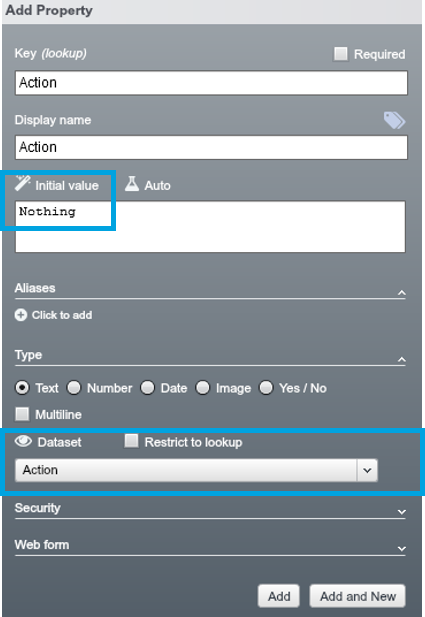 Add Property
Key (lookup) Required
Action
Display name
Action
Initial value Auto
Nothing
Aliases
Click to add
Type
Text Number Date Image Yes / No
Multiline
Dataset Restrict to lookup
Action
Security
Web form
Add Add and New